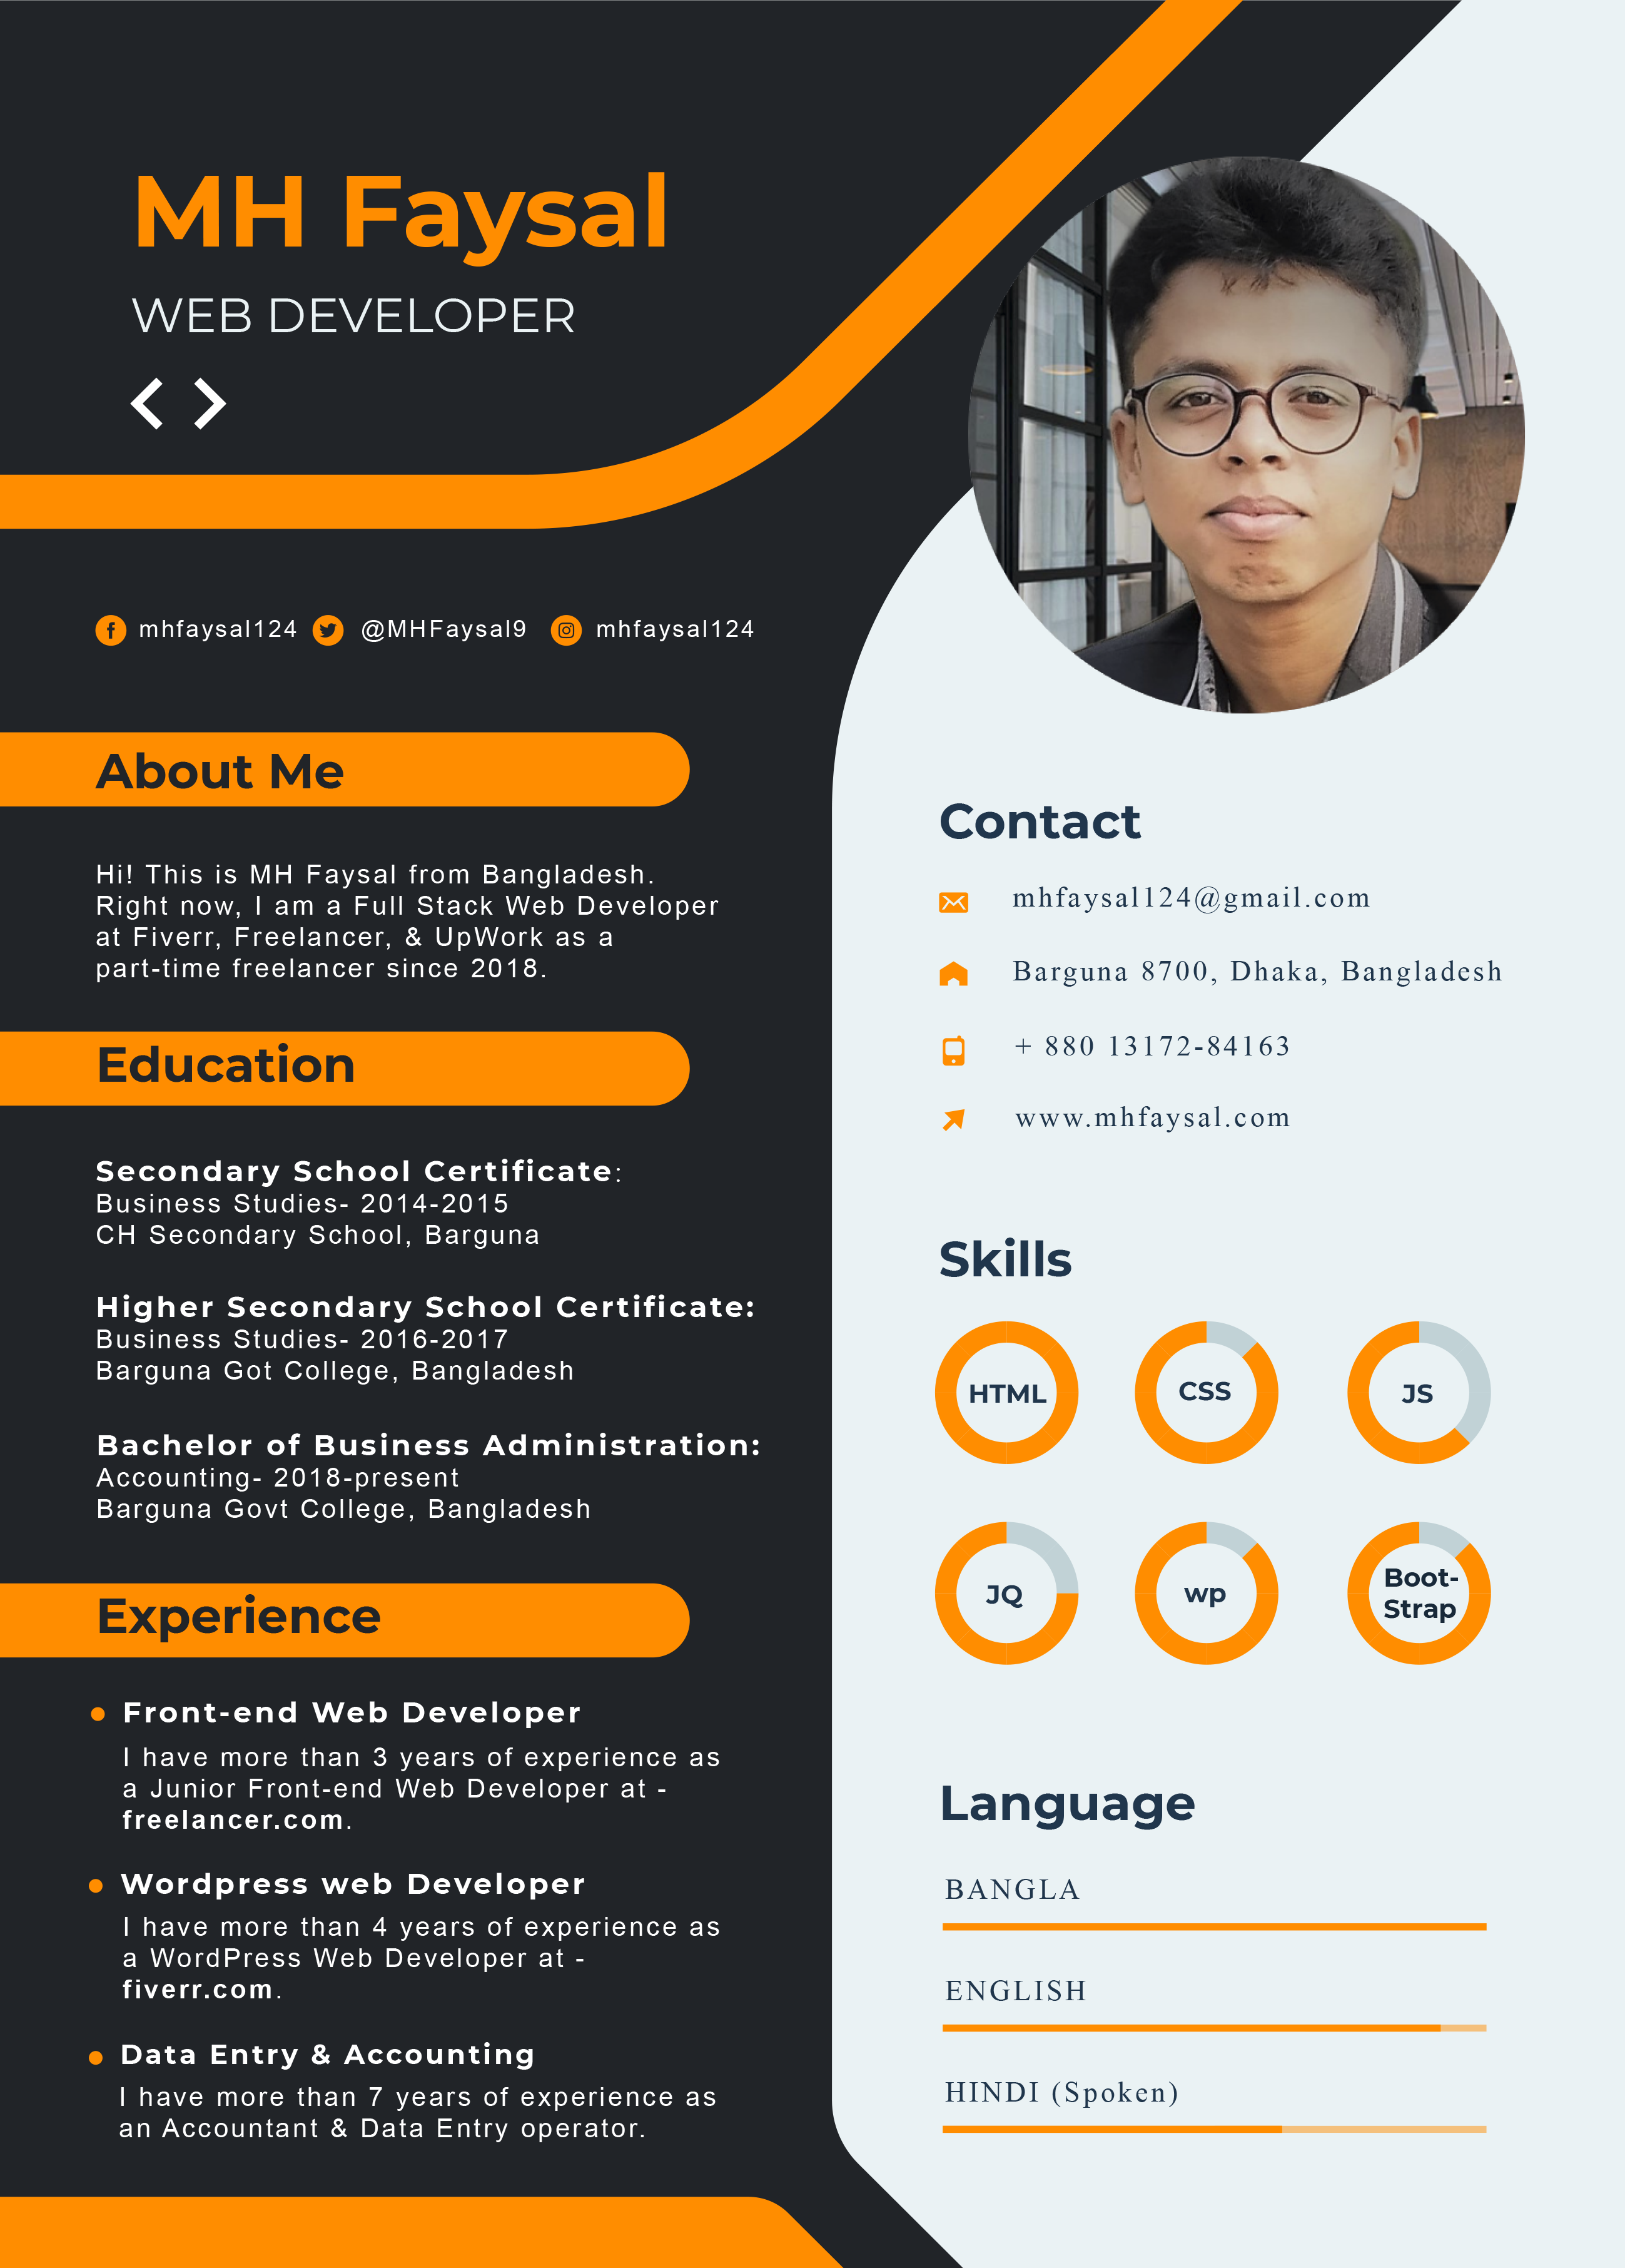 MH Faysal
WEB DEVELOPER
mhfaysal124 @MHFaysal9 mhfaysal124
About Me
Hi! This is MH Faysal from Bangladesh.
Right now, I am a Full Stack Web Developer
at Fiverr, Freelancer, & UpWork as a
part-time freelancer since 2018.
Education
Secondary School Certificate:
Business Studies- 2014-2015
CH Secondary School, Barguna
Higher Secondary School Certificate:
Business Studies- 2016-2017
Barguna Got College, Bangladesh
Bachelor of Business Administration:
Accounting- 2018-present
Barguna Govt College, Bangladesh
Experience
Front-end Web Developer
I have more than 3 years of experience as
a Junior Front-end Web Developer at -
freelancer.com.
Wordpress web Developer
I have more than 4 years of experience as
a WordPress Web Developer at -
fiverr.com.
Data Entry & Accounting
I have more than 7 years of experience as
an Accountant & Data Entry operator.
Contact
mhfaysal124@gmail.com
Barguna 8700, Dhaka, Bangladesh
+ 880 13172-84163
www.mhfaysal.com
Skills
HTML CSS JS
JQ wp Boot-
Strap
Language
BANGLA
ENGLISH
HINDI (Spoken)